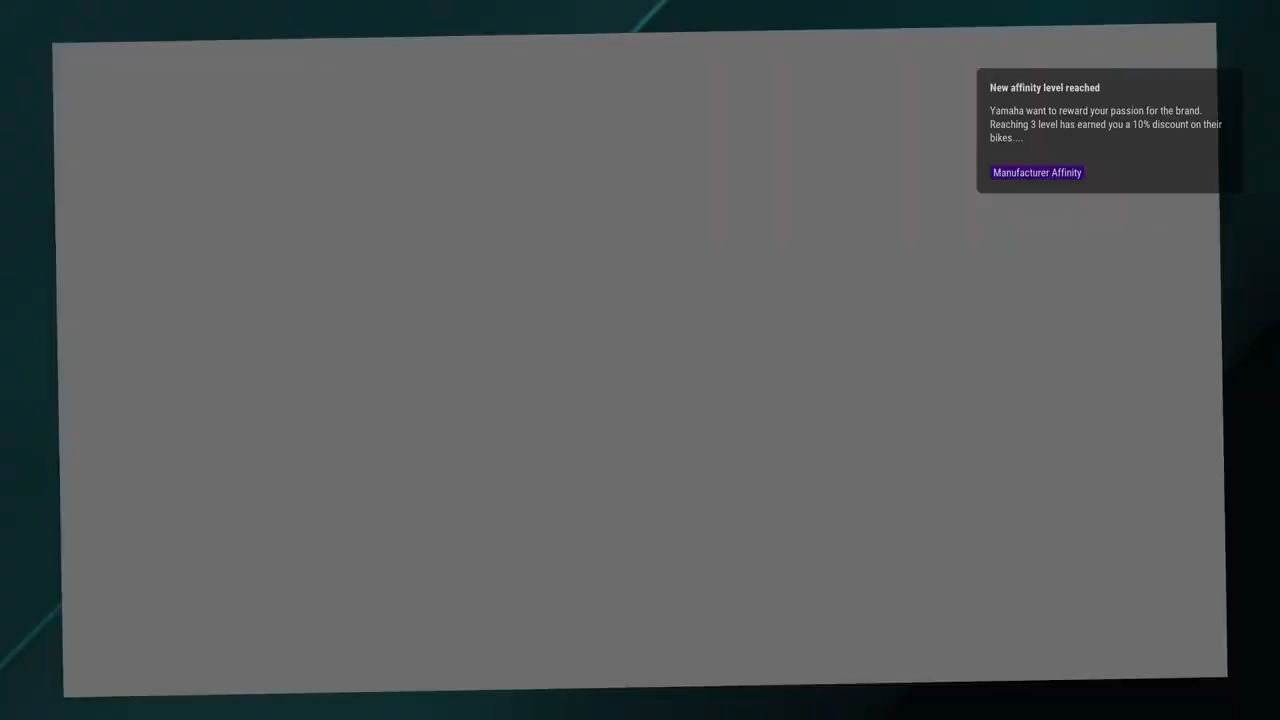 New affinity level reached
Yamaha want to reward your passion for the brand.
Reaching 3 level has earned you a 10% discount on their
bikes....
Manufacturer Affinity